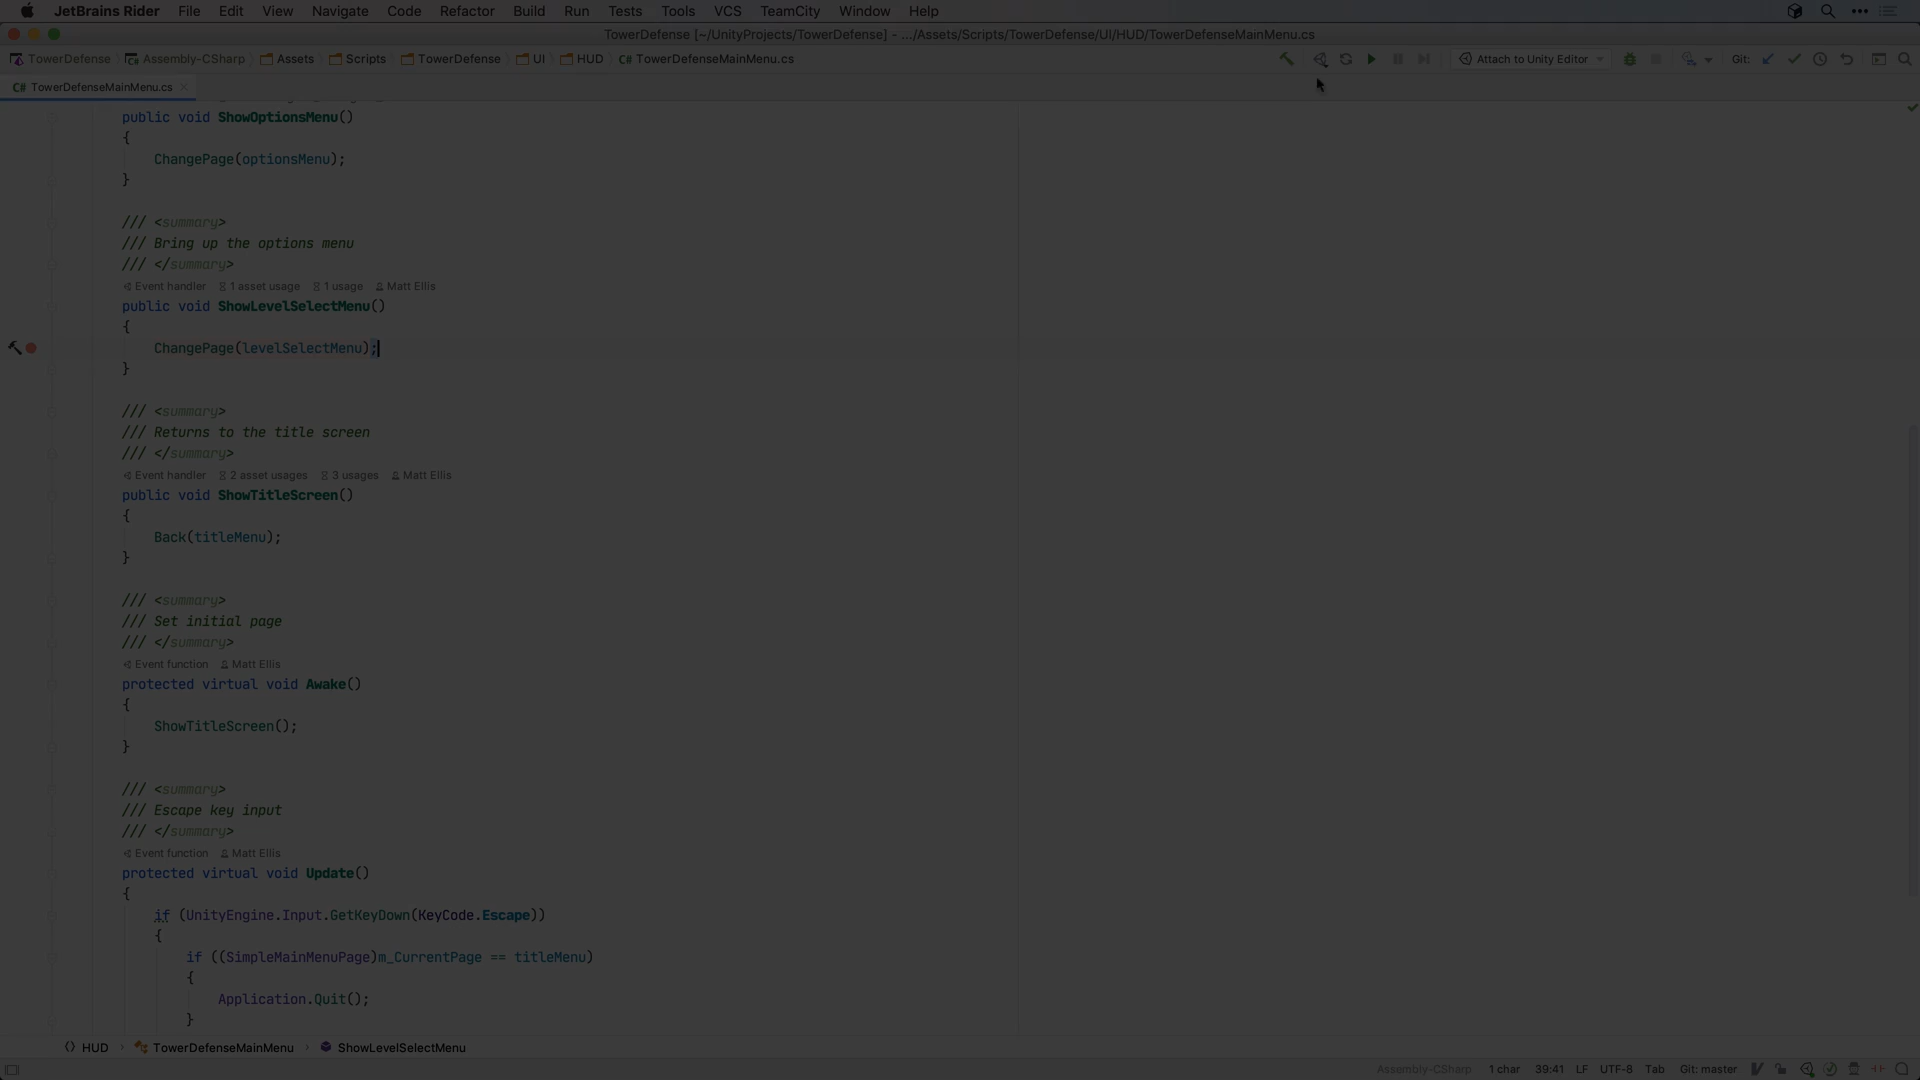 JetBrains Rider File Edit View Navigate Code Refactor Build Run Tests Tools VCS TeamCity Window Help
TowerDefense [~/UnityProjects/TowerDefense] - .../Assets/Scripts/TowerDefense/UI/HUD/TowerDefenseMainMenu.cs
TowerDefense Assembly-CSharp Assets Scripts TowerDefense UI HUD C# TowerDefenseMainMenu.cs Attach to Unity Editor Git:
C# TowerDefenseMainMenu.cs
public void ShowOptionsMenu()
{
ChangePage(optionsMenu);
}
/// <summary>
/// Bring up the options menu
/// </summary>
Event handler 1 asset usage 1 usage Matt Ellis
public void ShowLevelSelectMenu()
{
ChangePage(levelSelectMenu);
}
/// <summary>
/// Returns to the title screen
/// </summary>
Event handler 2 asset usages 3 usages Matt Ellis
public void ShowTitleScreen()
{
Back(titleMenu);
}
/// <summary>
/// Set initial page
/// </summary>
Event function Matt Ellis
protected virtual void Awake()
{
ShowTitleScreen();
}
/// <summary>
/// Escape key input
/// </summary>
Event function Matt Ellis
protected virtual void Update()
{
if (UnityEngine.Input.GetKeyDown(KeyCode.Escape))
{
if ((SimpleMainMenuPage)m_CurrentPage == titleMenu)
{
Application.Quit();
}
HUD TowerDefenseMainMenu ShowLevelSelectMenu
Assembly-CSharp 1 char 39:41 LF UTF-8 Tab Git: master